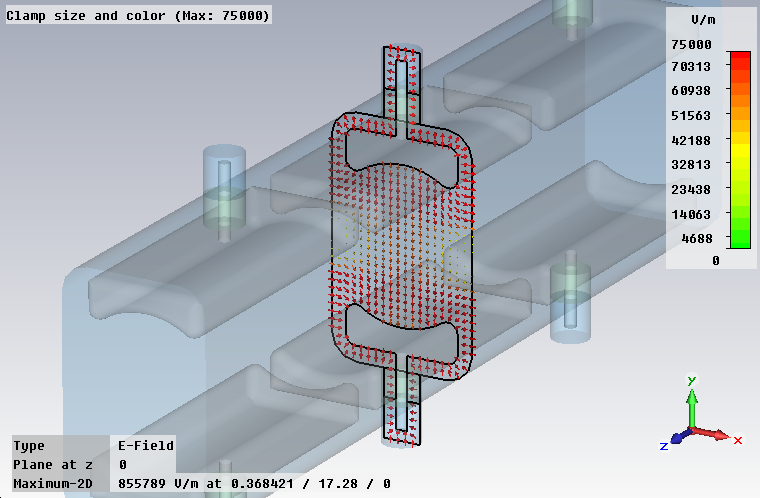 Clamp size and color (Max: 75000)
V/m
75000
70313
60938
51563
42188
32813
23438
14063
4688
0
y
x
z
Type E-Field
Plane at z 0
Maximum-2D 855789 V/m at 0.368421 / 17.28 / 0